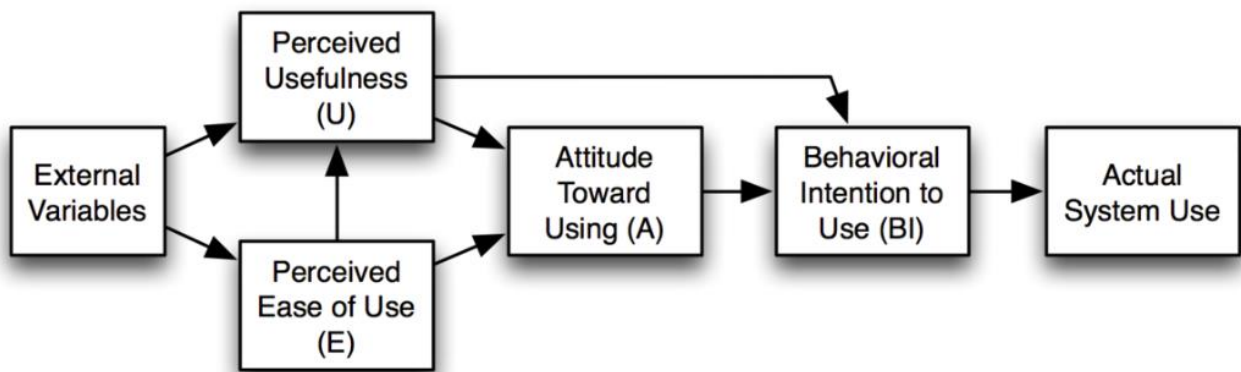 Perceived
Usefulness
(U)
External
Variables
Perceived
Ease of Use
(E)
Attitude
Toward
Using (A)
Behavioral
Intention to
Use (BI)
Actual
System Use